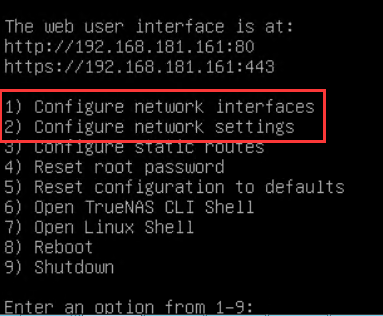 The web user interface is at:
http://192.168.181.161:80
https://192.168.181.161:443
1) Configure network interfaces
2) Configure network settings
3) Configure static routes
4) Reset root password
5) Reset configuration to defaults
6) Open TrueNAS CLI Shell
7) Open Linux Shell
8) Reboot
9) Shutdown
Enter an option from 1-9: